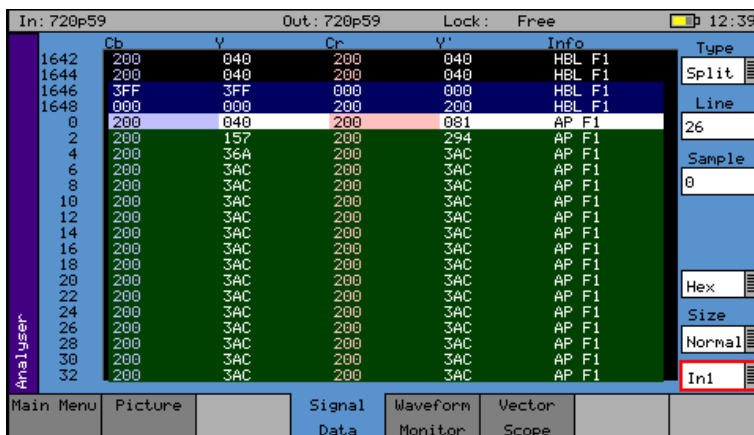 In: 720p59 Out: 720p59 Lock: Free 12:39
Cb Y Cr Y' Info
1642 200 040 200 040 HBL F1
1644 200 040 200 040 HBL F1
1646 3FF 3FF 000 000 HBL F1
1648 000 000 200 200 HBL F1
0 200 040 200 081 AP F1
2 200 157 200 294 AP F1
4 200 36A 200 3AC AP F1
6 200 3AC 200 3AC AP F1
8 200 3AC 200 3AC AP F1
10 200 3AC 200 3AC AP F1
12 200 3AC 200 3AC AP F1
14 200 3AC 200 3AC AP F1
16 200 3AC 200 3AC AP F1
18 200 3AC 200 3AC AP F1
20 200 3AC 200 3AC AP F1
22 200 3AC 200 3AC AP F1
24 200 3AC 200 3AC AP F1
26 200 3AC 200 3AC AP F1
28 200 3AC 200 3AC AP F1
30 200 3AC 200 3AC AP F1
32 200 3AC 200 3AC AP F1
Analyser
Type
Split
Line
26
Sample
0
Hex
Size
Normal
In1
Main Menu Picture Signal Data Waveform Monitor Vector Scope